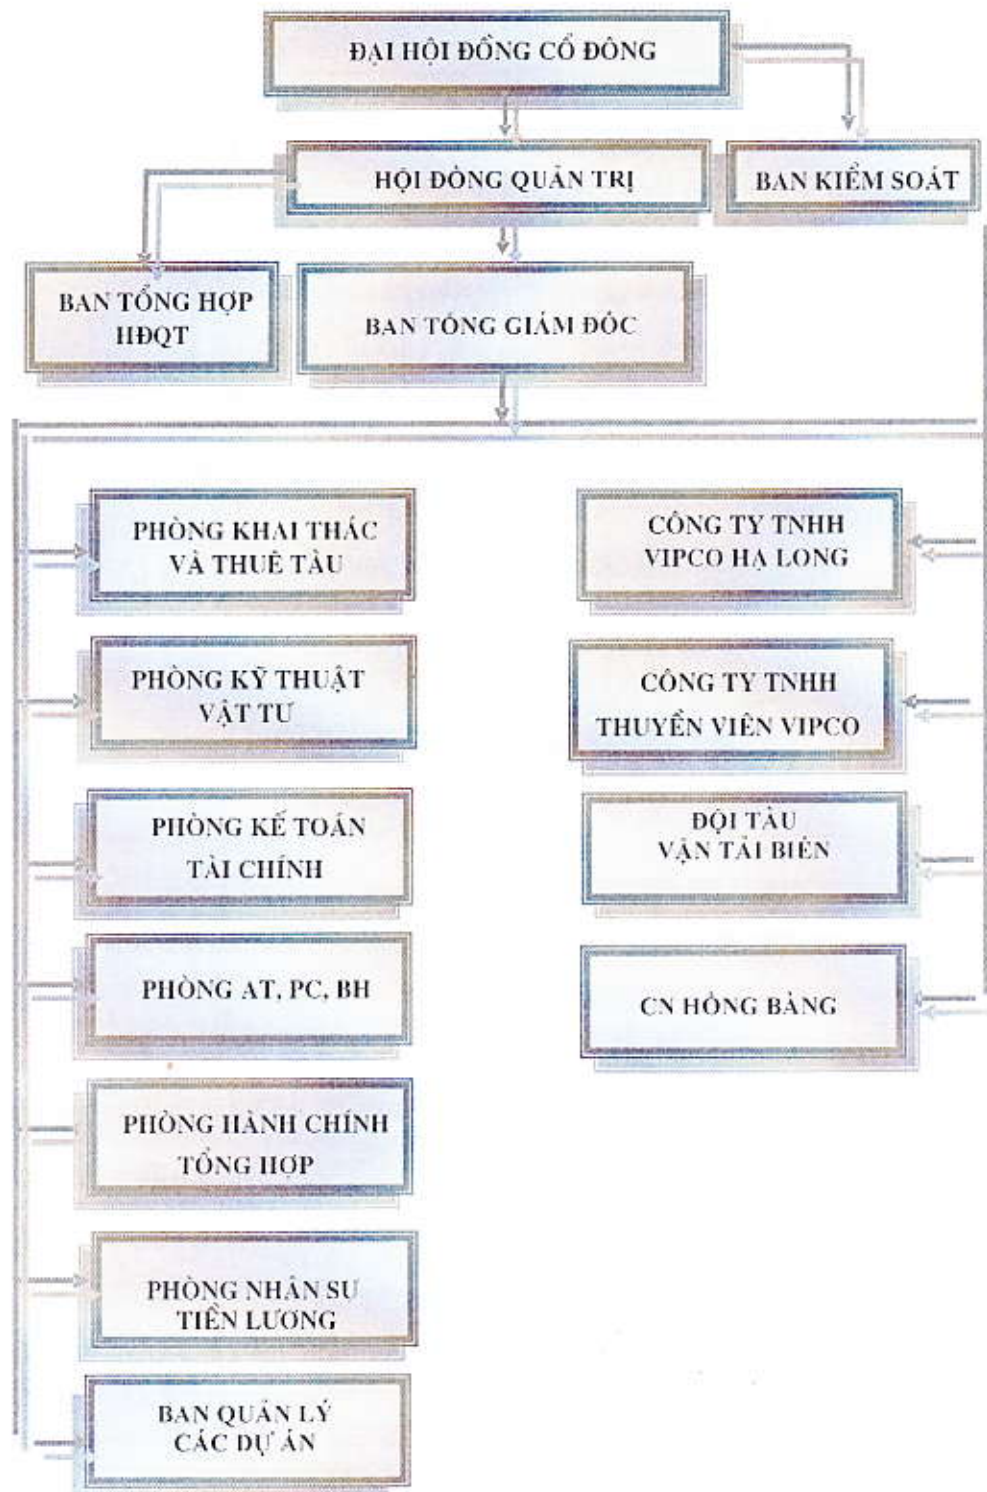 ĐẠI HỘI ĐỒNG CỔ ĐÔNG
HỘI ĐỒNG QUẢN TRỊ
BAN KIỂM SOÁT
BAN TỔNG HỢP
HĐQT
BAN TỔNG GIÁM ĐỐC
PHÒNG KHAI THÁC
VÀ THUÊ TÀU
CÔNG TY TNHH
VIPCO HẠ LONG
PHÒNG KỸ THUẬT
VẬT TƯ
CÔNG TY TNHH
THUYỀN VIÊN VIPCO
PHÒNG KẾ TOÁN
TÀI CHÍNH
ĐỘI TÀU
VẬN TẢI BIỂN
PHÒNG AT, PC, BH
CN HỒNG BÀNG
PHÒNG HÀNH CHÍNH
TỔNG HỢP
PHÒNG NHÂN SỰ
TIỀN LƯƠNG
BAN QUẢN LÝ
CÁC DỰ ÁN